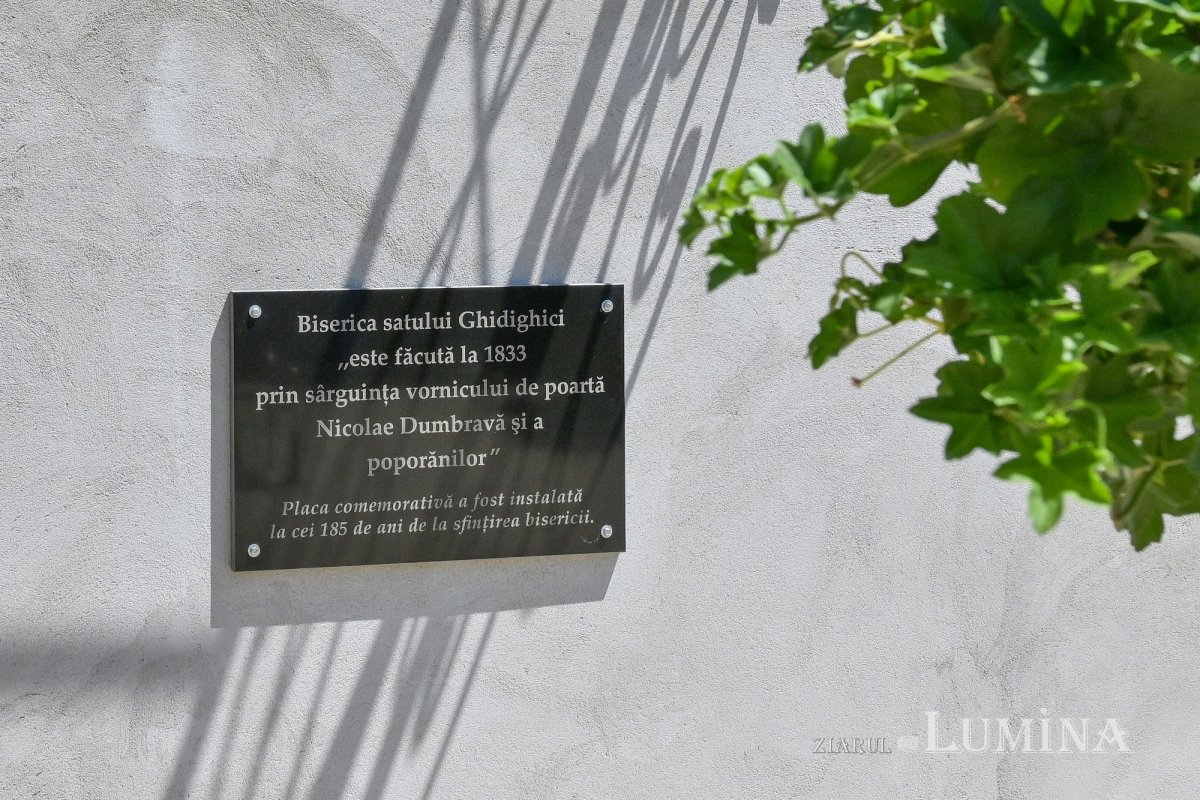 Biserica satului Ghidighici
„este făcută la 1833
prin sârguința vornicului de poartă
Nicolae Dumbravă şi a
poporănilor”
Placa comemorativă a fost instalată
la cei 185 de ani de la sfințirea bisericii.
ZIARUL LUMINA